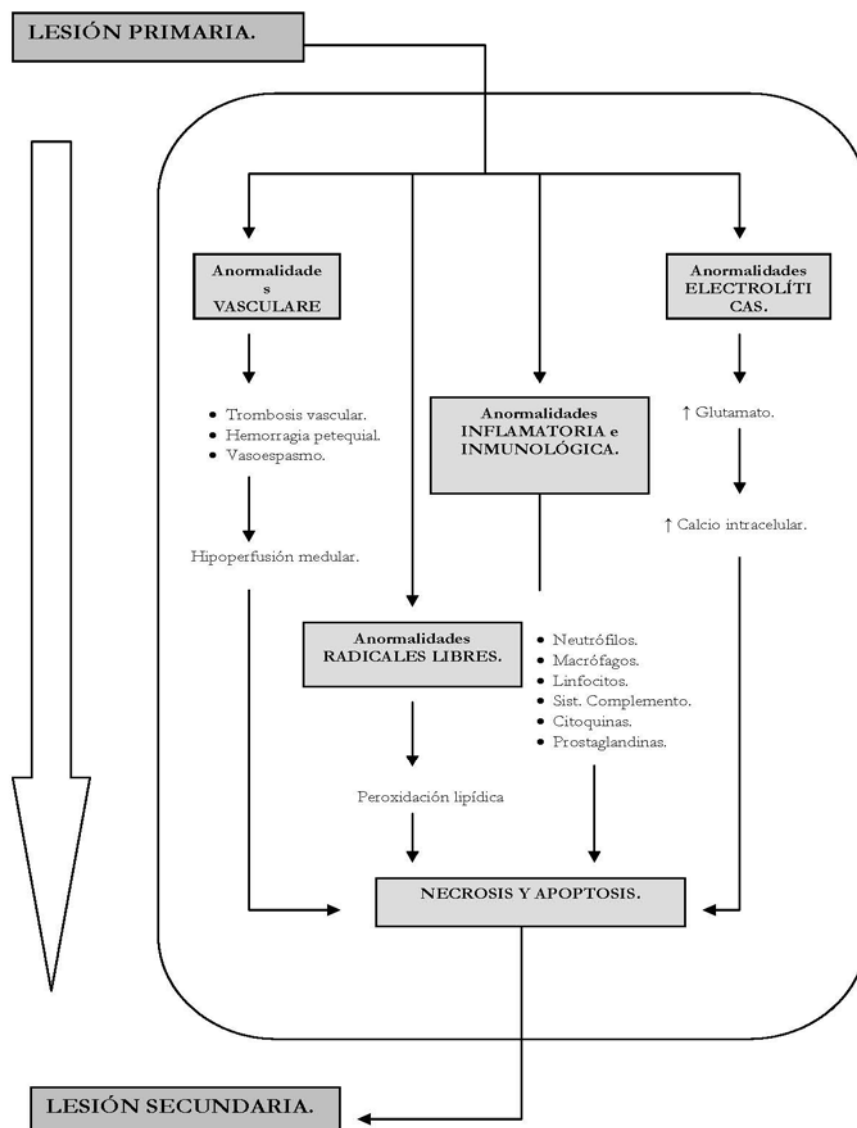 LESIÓN PRIMARIA.
Anormalidade
s VASCULARE
Anormalidades
ELECTROLÍTI
CAS.
• Trombosis vascular.
• Hemorragia petequial.
• Vasoespasmo.
Anormalidades
INFLAMATORIA e
INMUNOLÓGICA.
↑ Glutamato.
Hipoperfusión medular.
↑ Calcio intracelular.
Anormalidades
RADICALES LIBRES.
• Neutrófilos.
• Macrófagos.
• Linfocitos.
• Sist. Complemento.
• Citoquinas.
• Prostaglandinas.
Peroxidación lipídica
NECROSIS Y APOPTOSIS.
LESIÓN SECUNDARIA.